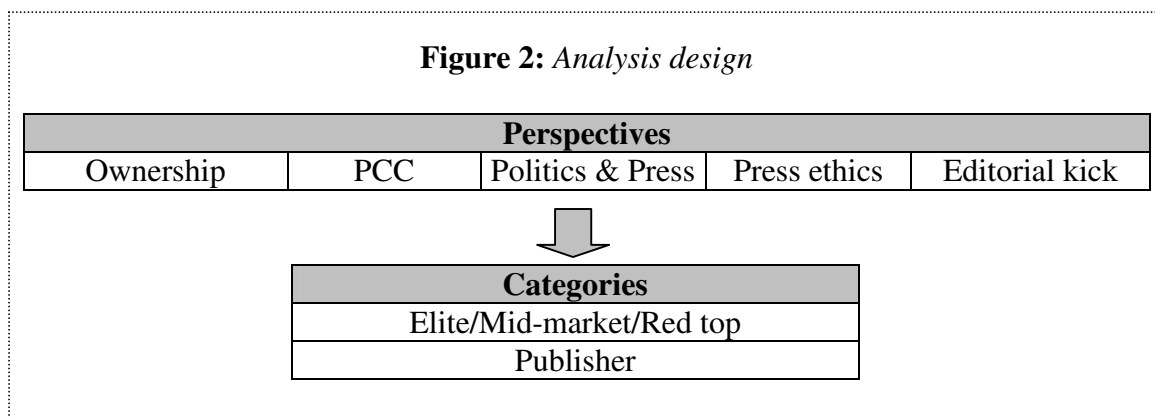 Figure 2: Analysis design
Perspectives
Ownership PCC Politics & Press Press ethics Editorial kick
Categories
Elite/Mid-market/Red top
Publisher